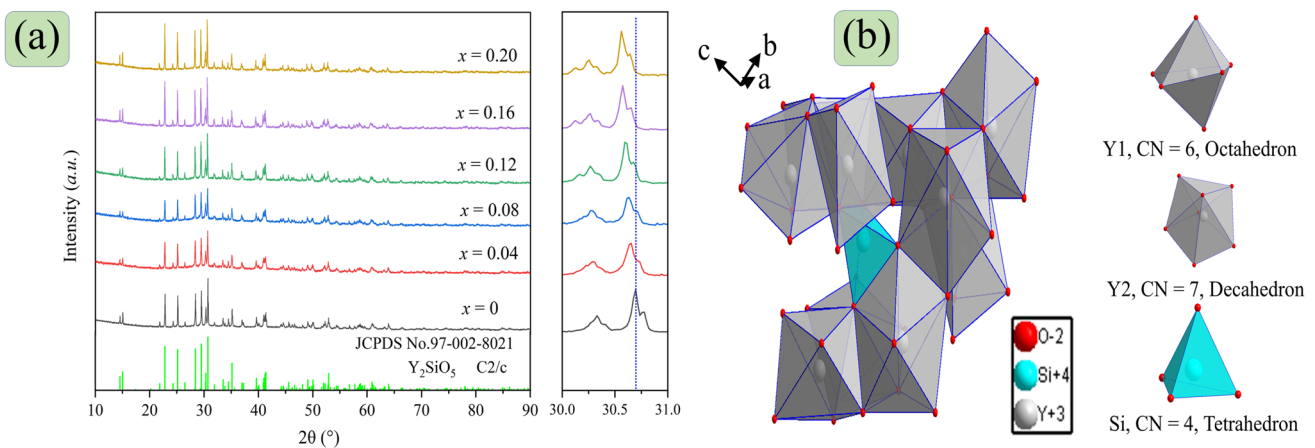 (a)
Intensity (a.u.)
x = 0.20
x = 0.16
x = 0.12
x = 0.08
x = 0.04
x = 0
JCPDS No.97-002-8021
Y₂SiO₅ C2/c
10 20 30 40 50 60 70 80 90
2θ (°)
30.0 30.5 31.0
(b)
c b
a
O-2
Si+4
Y+3
Y1, CN = 6, Octahedron
Y2, CN = 7, Decahedron
Si, CN = 4, Tetrahedron